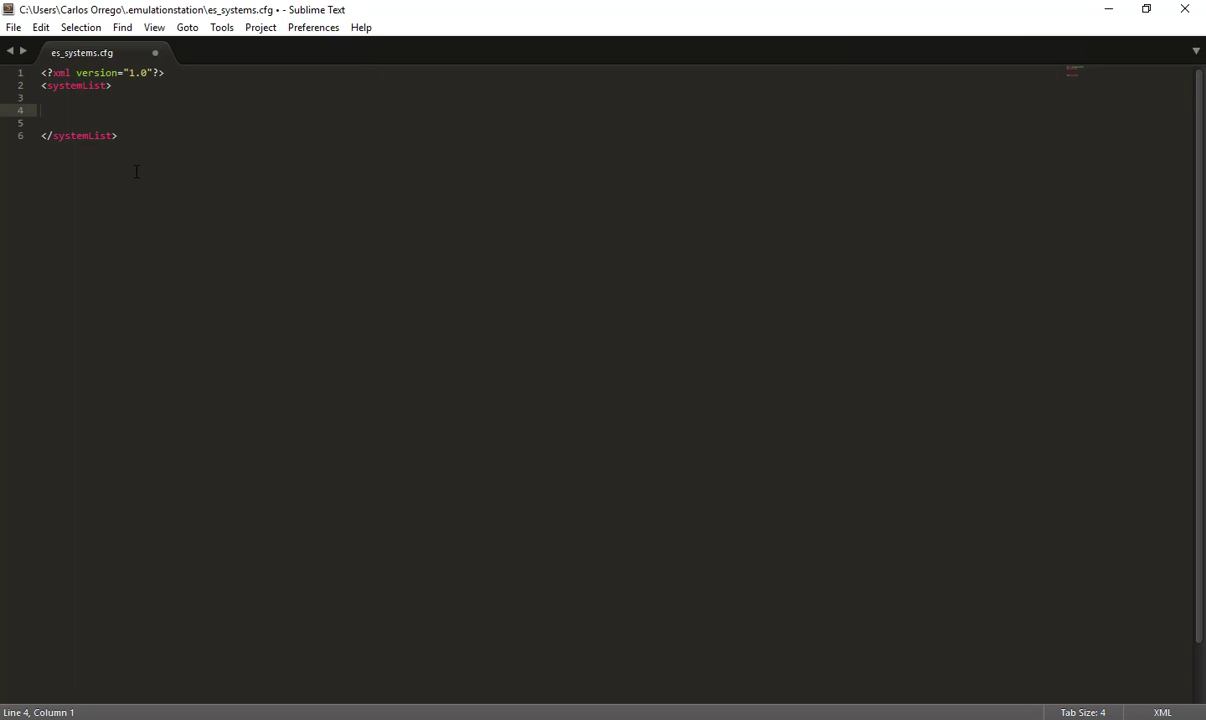 C:\Users\Carlos Orrego\.emulationstation\es_systems.cfg • - Sublime Text
File Edit Selection Find View Goto Tools Project Preferences Help
es_systems.cfg
1 <?xml version="1.0"?>
2 <systemList>
3
4
5
6 </systemList>
Line 4, Column 1 Tab Size: 4 XML